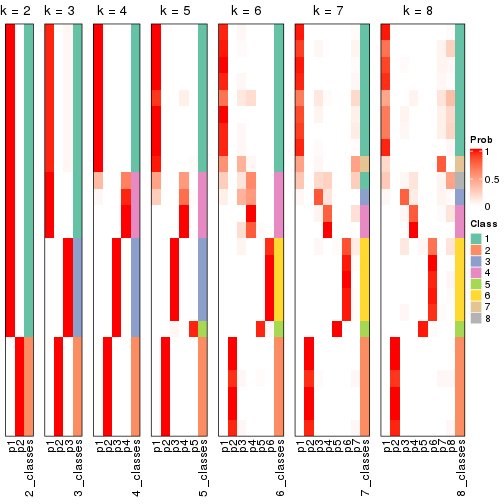 k = 2 k = 3 k = 4 k = 5 k = 6 k = 7 k = 8
Prob
1
0.5
0
Class
1
2
3
4
5
6
7
8
p1 p2 2_classes p1 p2 p3 3_classes p1 p2 p3 p4 4_classes p1 p2 p3 p4 p5 5_classes p1 p2 p3 p4 p5 p6 6_classes p1 p2 p3 p4 p5 p6 p7 7_classes p1 p2 p3 p4 p5 p6 p7 p8 8_classes